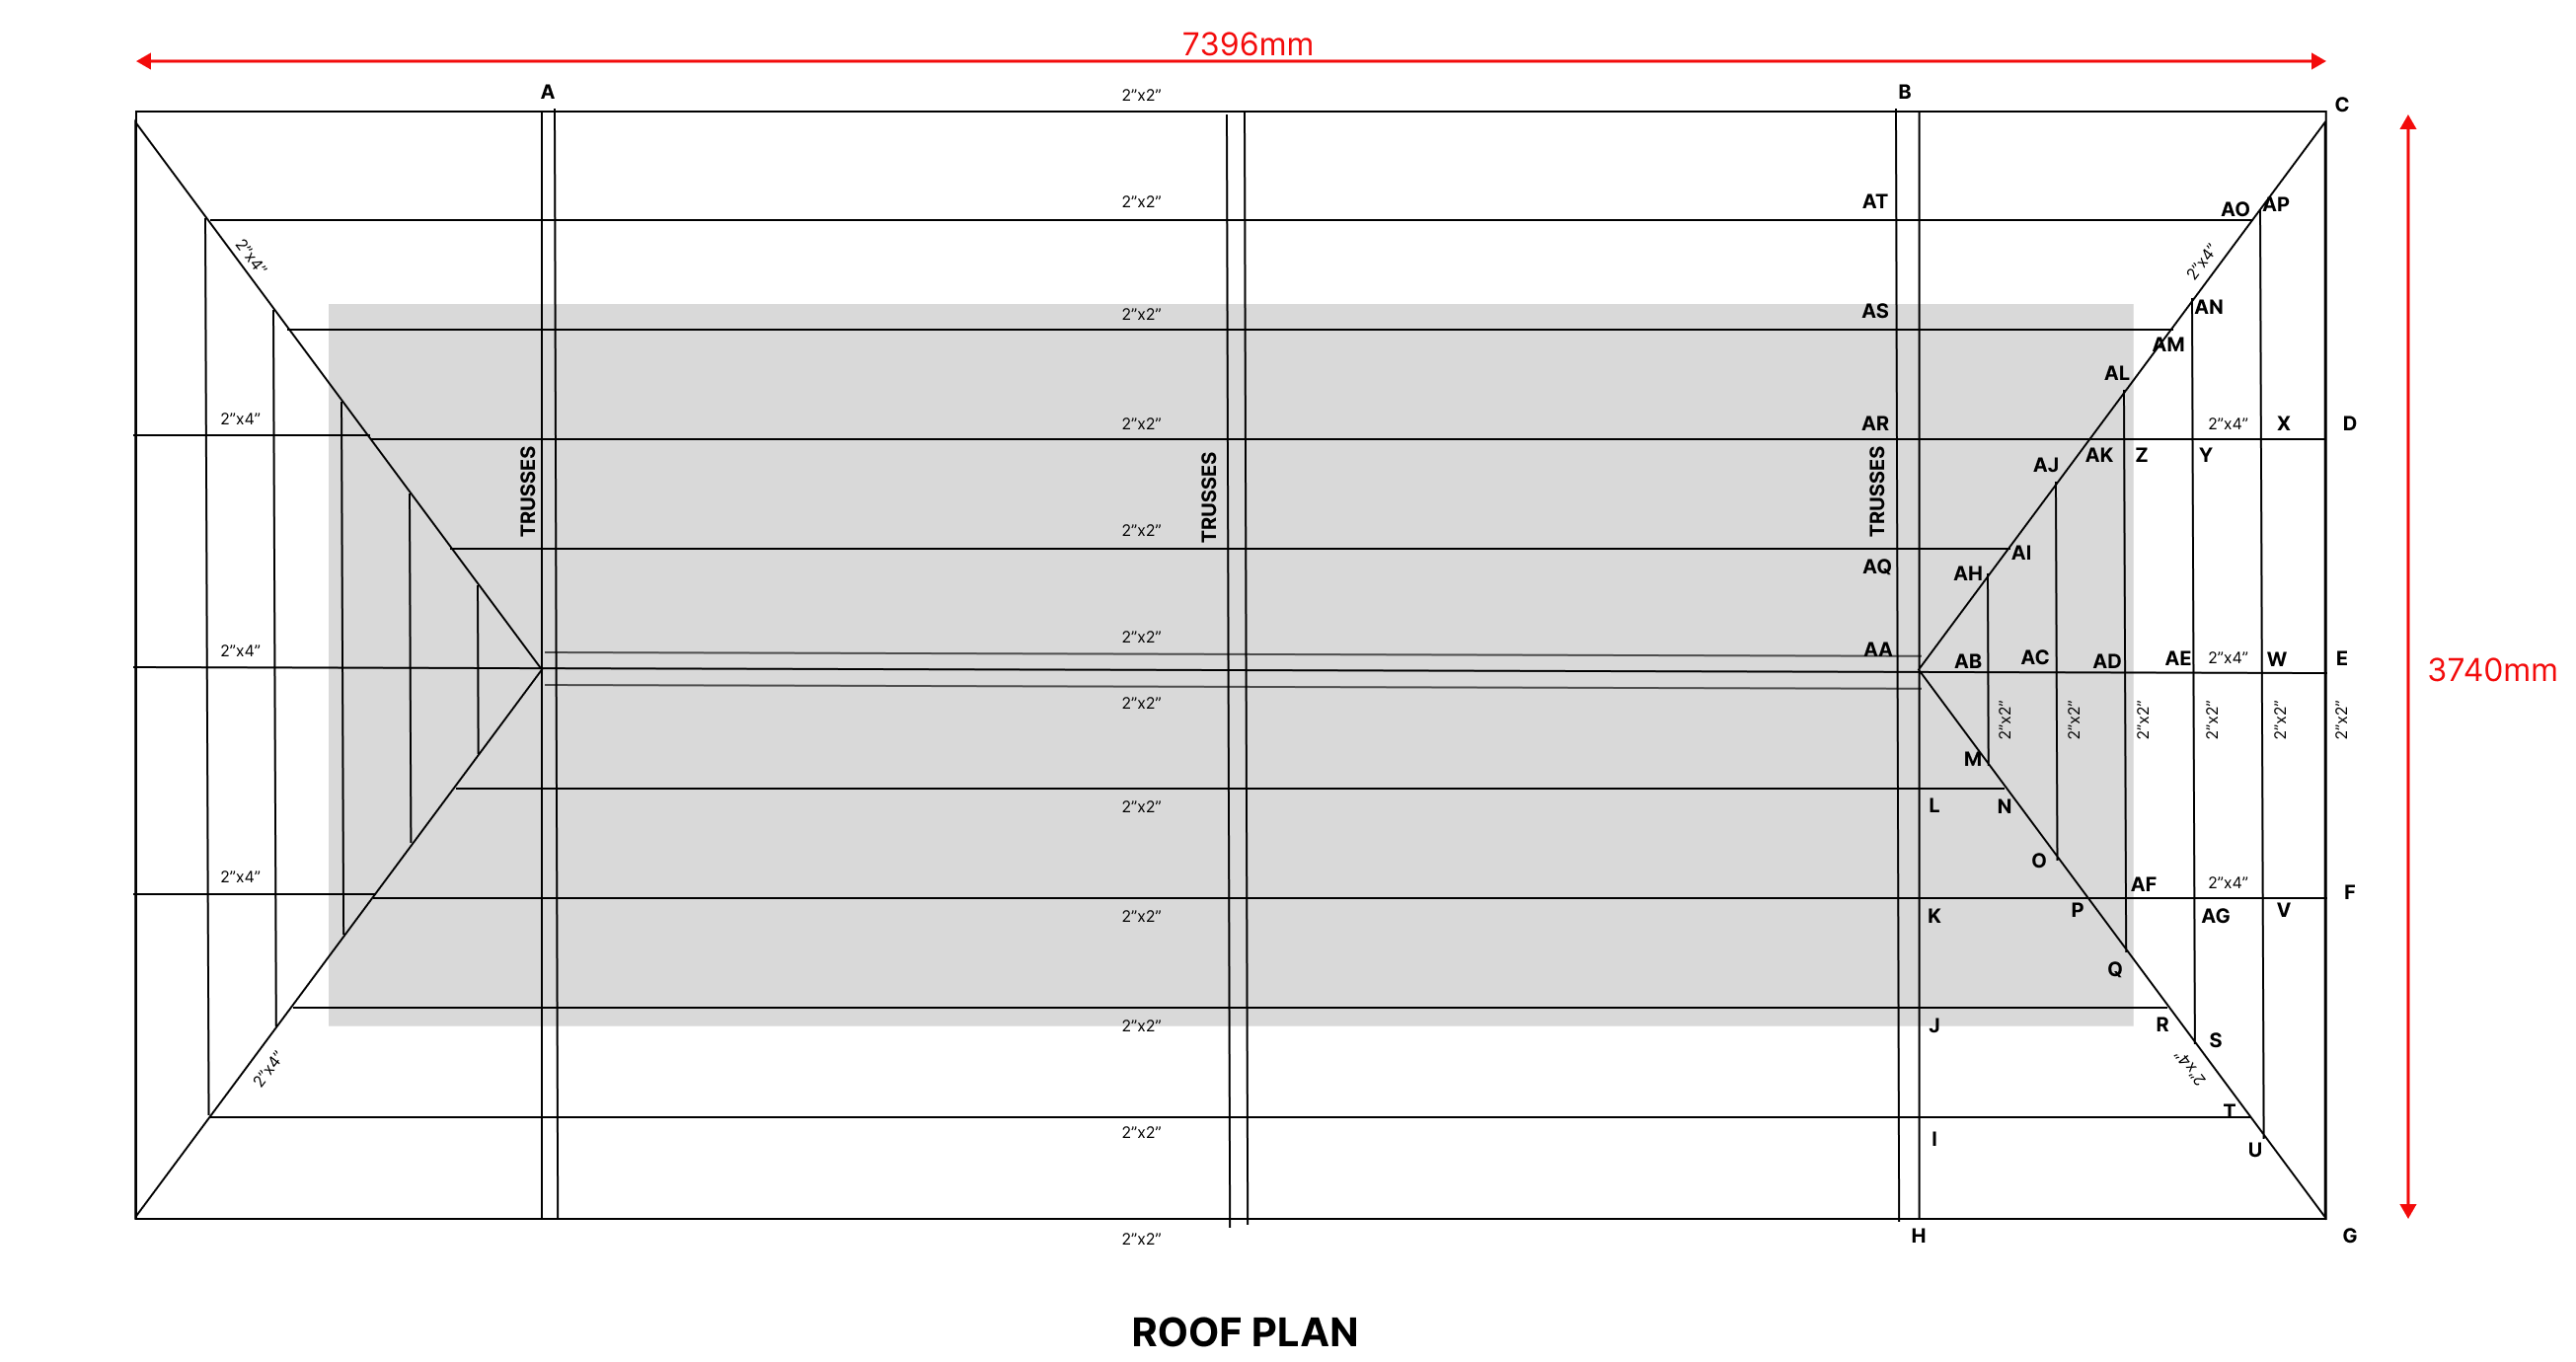 7396mm
A
2”x2”
B
C
2”x2”
AT
AO
AP
2”x4”
2”x4”
AS
2”x2”
AN
AM
AL
2”x4”
2”x2”
AR
2”x4”
X
D
TRUSSES
TRUSSES
TRUSSES
AK
Z
Y
AJ
2”x2”
AI
AQ
AH
2”x4”
2”x2”
AA
AB
AC
AD
AE
2”x4”
W
E
3740mm
2”x2”
2”x2”
2”x2”
2”x2”
2”x2”
2”x2”
2”x2”
M
2”x2”
L
N
O
2”x4”
AF
2”x4”
F
2”x2”
K
P
AG
V
Q
2”x2”
J
R
S
2”x4”
2”x4”
T
2”x2”
I
U
2”x2”
H
G
ROOF PLAN